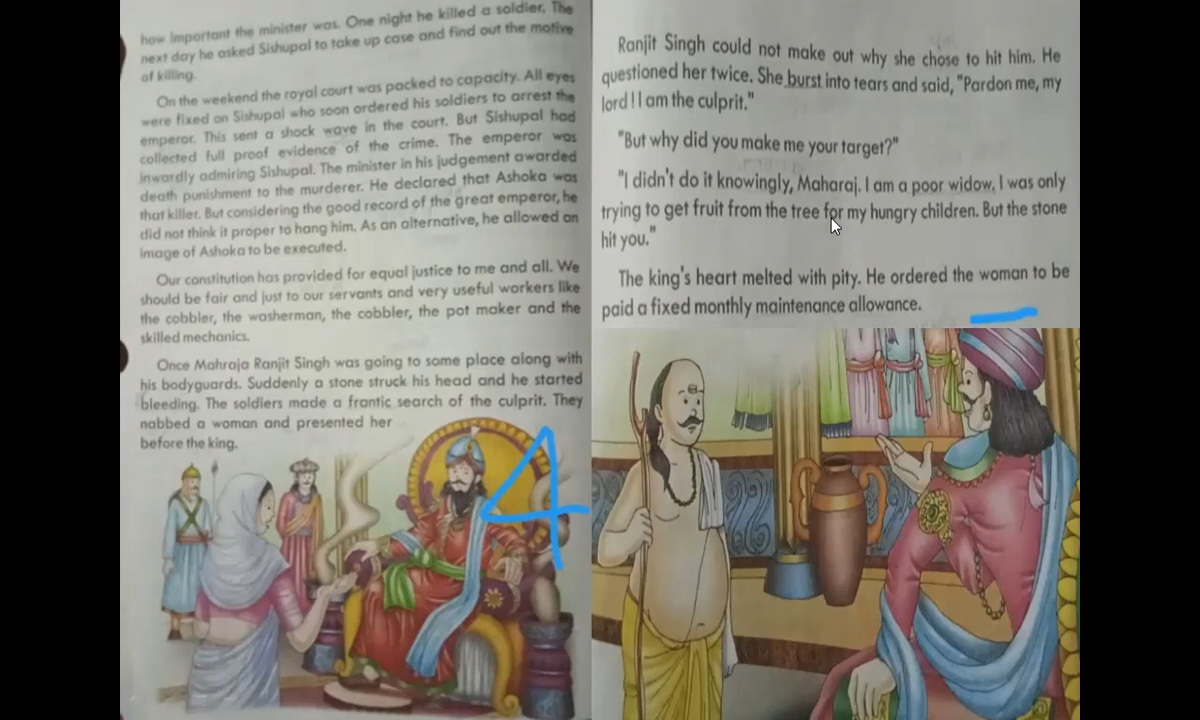 how important the minister was. One night he killed a soldier. The
next day he asked Sishupal to take up case and find out the motive
of killing.
On the weekend the royal court was packed to capacity. All eyes
were fixed on Sishupal who soon ordered his soldiers to arrest the
emperor. This sent a shock wave in the court. But Sishupal had
collected full proof evidence of the crime. The emperor was
inwardly admiring Sishupal. The minister in his judgement awarded
death punishment to the murderer. He declared that Ashoka was
that killer. But considering the good record of the great emperor, he
did not think it proper to hang him. As an alternative, he allowed an
image of Ashoka to be executed.
Our constitution has provided for equal justice to me and all. We
should be fair and just to our servants and very useful workers like
the cobbler, the washerman, the cobbler, the pot maker and the
skilled mechanics.
Once Mahraja Ranjit Singh was going to some place along with
his bodyguards. Suddenly a stone struck his head and he started
bleeding. The soldiers made a frantic search of the culprit. They
nabbed a woman and presented her
before the king.
4
Ranjit Singh could not make out why she chose to hit him. He
questioned her twice. She burst into tears and said, "Pardon me, my
lord! I am the culprit."
"But why did you make me your target?"
"I didn't do it knowingly, Maharaj. I am a poor widow. I was only
trying to get fruit from the tree for my hungry children. But the stone
hit you."
The king's heart melted with pity. He ordered the woman to be
paid a fixed monthly maintenance allowance.